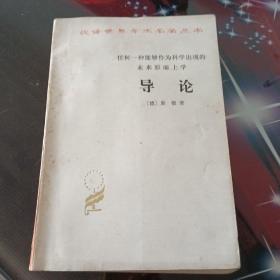 汉译世界学术名著丛书
任何一种能够作为科学出现的
未来形而上学
导论
〔德〕康德著